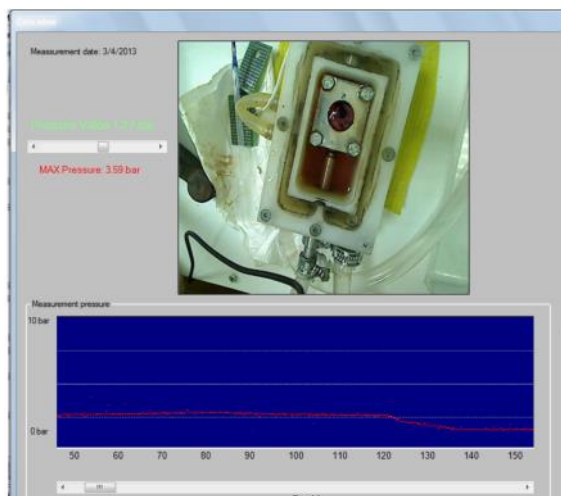 Measurement date: 3/4/2013
MAX Pressure: 3.59 bar
Measurement pressure
10 bar
0 bar
50 60 70 80 90 100 110 120 130 140 150